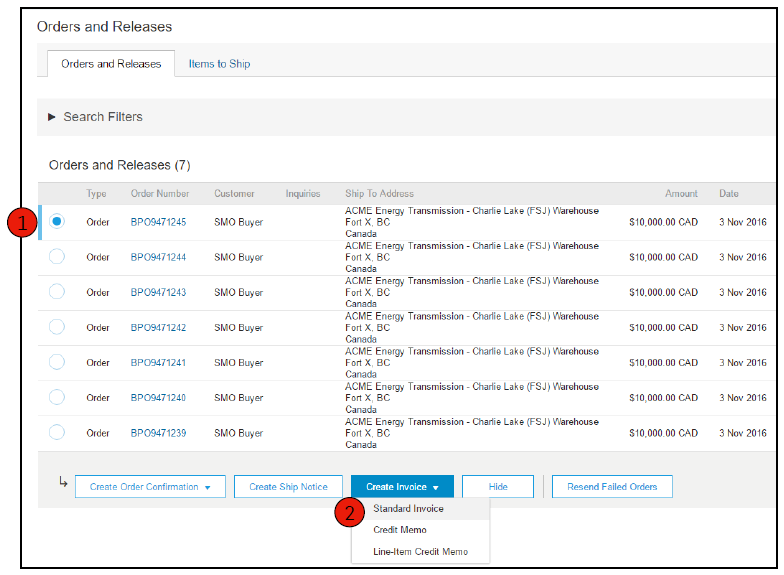 Orders and Releases
Orders and Releases Items to Ship
► Search Filters
Orders and Releases (7)
Type Order Number Customer Inquiries Ship To Address Amount Date
1 Order BPO9471245 SMO Buyer ACME Energy Transmission - Charlie Lake (FSJ) Warehouse $10,000.00 CAD 3 Nov 2016
Fort X, BC
Canada
Order BPO9471244 SMO Buyer ACME Energy Transmission - Charlie Lake (FSJ) Warehouse $10,000.00 CAD 3 Nov 2016
Fort X, BC
Canada
Order BPO9471243 SMO Buyer ACME Energy Transmission - Charlie Lake (FSJ) Warehouse $10,000.00 CAD 3 Nov 2016
Fort X, BC
Canada
Order BPO9471242 SMO Buyer ACME Energy Transmission - Charlie Lake (FSJ) Warehouse $10,000.00 CAD 3 Nov 2016
Fort X, BC
Canada
Order BPO9471241 SMO Buyer ACME Energy Transmission - Charlie Lake (FSJ) Warehouse $10,000.00 CAD 3 Nov 2016
Fort X, BC
Canada
Order BPO9471240 SMO Buyer ACME Energy Transmission - Charlie Lake (FSJ) Warehouse $10,000.00 CAD 3 Nov 2016
Fort X, BC
Canada
Order BPO9471239 SMO Buyer ACME Energy Transmission - Charlie Lake (FSJ) Warehouse $10,000.00 CAD 3 Nov 2016
Fort X, BC
Canada
↳ Create Order Confirmation ▼ Create Ship Notice Create Invoice ▼ Hide Resend Failed Orders
2 Standard Invoice
Credit Memo
Line-Item Credit Memo